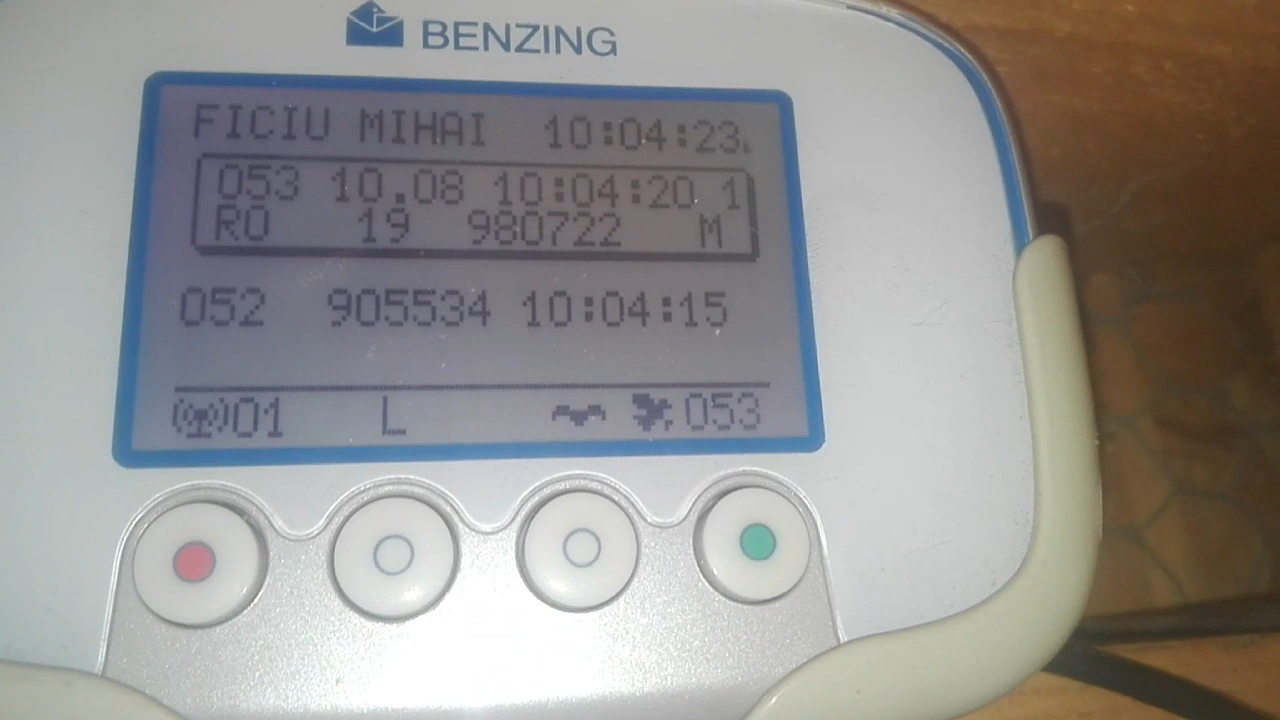 BENZING
FICIU MIHAI 10:04:23
053 10.08 10:04:20 1
RO 19 980722 M
052 905534 10:04:15
01 L 053